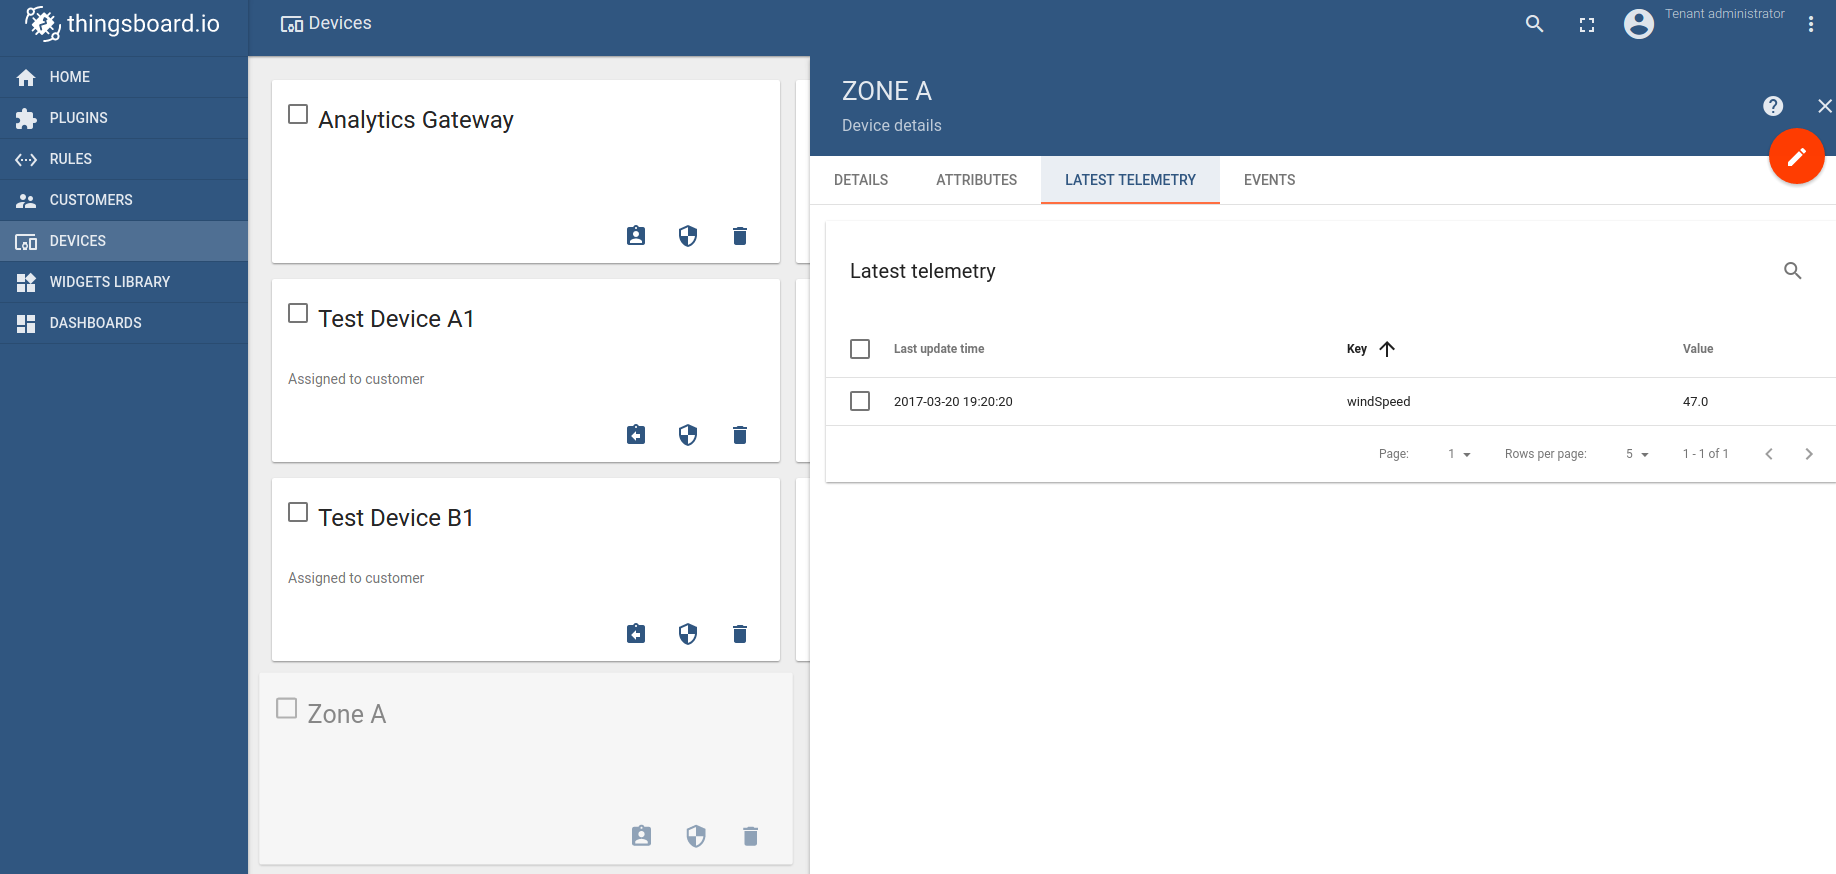 thingsboard.io
Devices
Tenant administrator
HOME
PLUGINS
RULES
CUSTOMERS
DEVICES
WIDGETS LIBRARY
DASHBOARDS
Analytics Gateway
Test Device A1
Assigned to customer
Test Device B1
Assigned to customer
Zone A
ZONE A
Device details
DETAILS ATTRIBUTES LATEST TELEMETRY EVENTS
Latest telemetry
Last update time Key Value
2017-03-20 19:20:20 windSpeed 47.0
Page: 1 Rows per page: 5 1 - 1 of 1